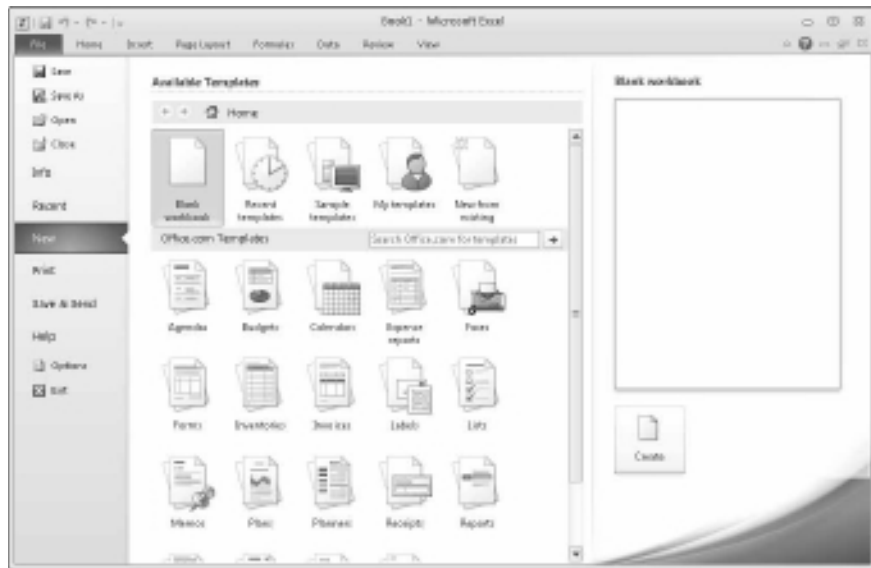 Book1 - Microsoft Excel
File Home Insert Page Layout Formulas Data Review View
Save
Save As
Open
Close
Info
Recent
New
Print
Save & Send
Help
Options
Exit
Available Templates
Home
Blank workbook
Recent templates
Sample templates
My templates
New from existing
Office.com Templates
Search Office.com for templates
Agendas
Budgets
Calendars
Expense reports
Faxes
Forms
Inventories
Invoices
Labels
Lists
Memos
Plans
Planners
Receipts
Reports
Blank workbook
Create